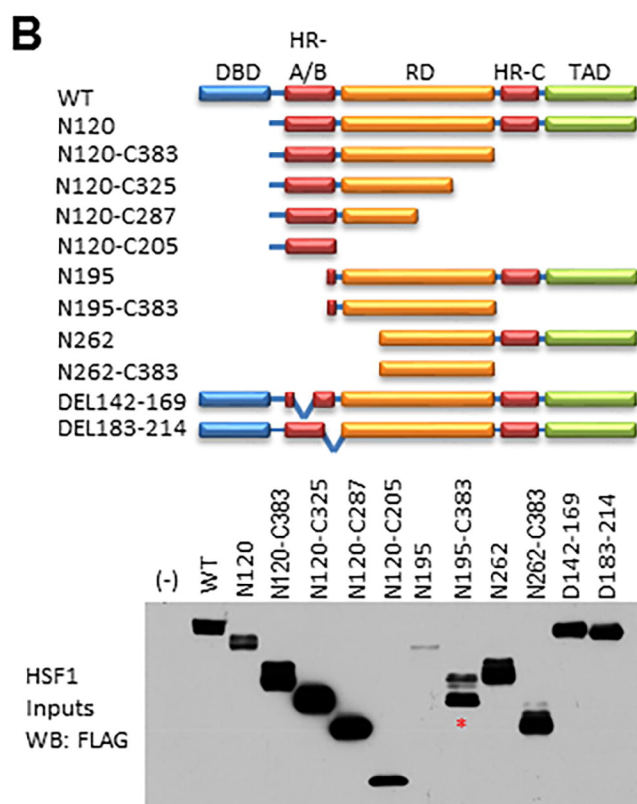 B
HR-
DBD A/B RD HR-C TAD
WT
N120
N120-C383
N120-C325
N120-C287
N120-C205
N195
N195-C383
N262
N262-C383
DEL142-169
DEL183-214
(-) WT N120 N120-C383 N120-C325 N120-C287 N120-C205 N195 N195-C383 N262 N262-C383 D142-169 D183-214
HSF1
Inputs
WB: FLAG
*